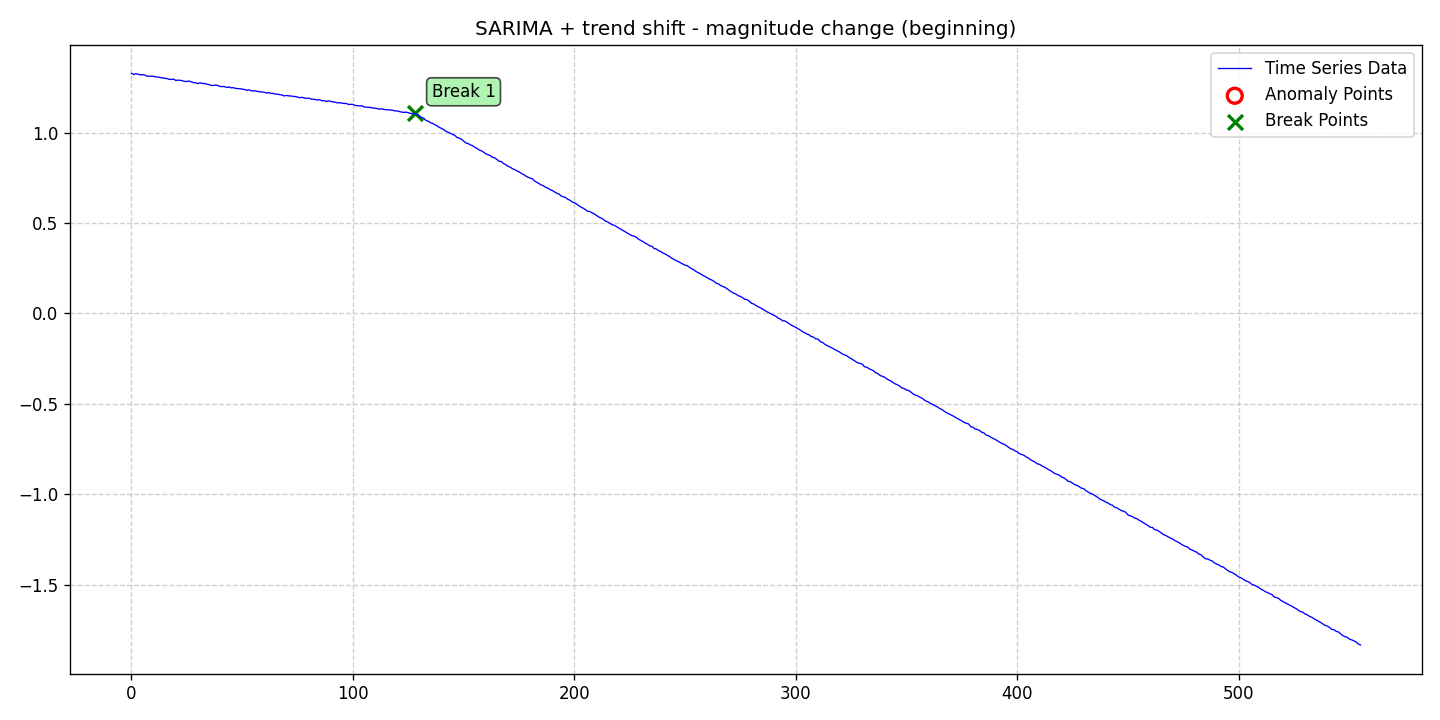 SARIMA + trend shift - magnitude change (beginning)
Time Series Data
Anomaly Points
Break Points
Break 1
1.0
0.5
0.0
−0.5
−1.0
−1.5
0 100 200 300 400 500